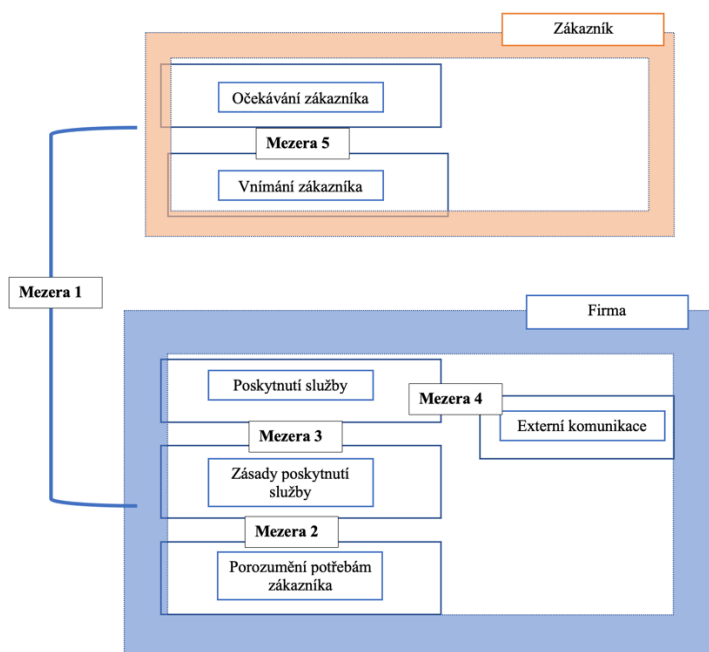 Zákazník
Očekávání zákazníka
Mezera 5
Vnímání zákazníka
Mezera 1
Firma
Poskytnutí služby
Mezera 4
Externí komunikace
Mezera 3
Zásady poskytnutí
služby
Mezera 2
Porozumění potřebám
zákazníka